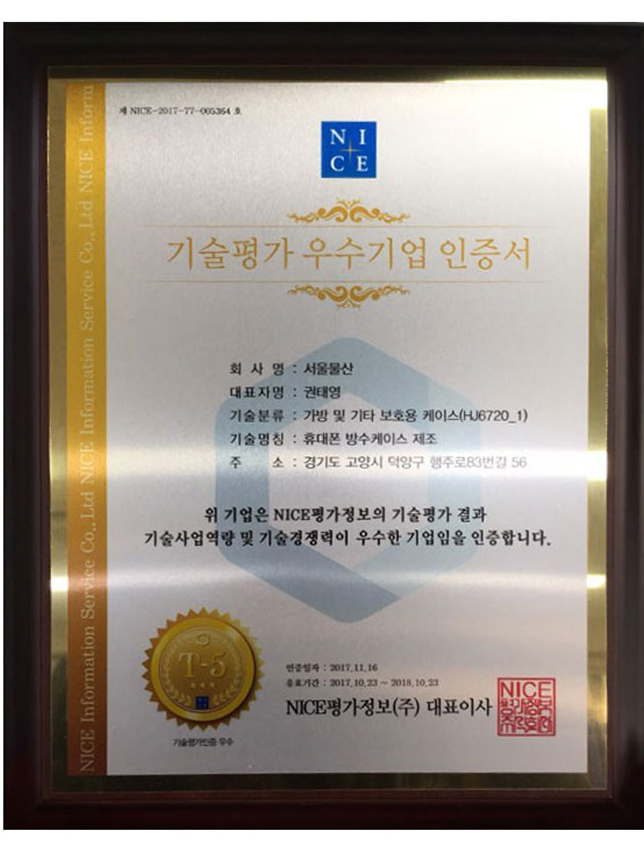 제 NICE-2017-77-005364 호
NI
CE
기술평가 우수기업 인증서
회 사 명 : 서울물산
대표자명 : 권태영
기술분류 : 가방 및 기타 보호용 케이스(HJ6720_1)
기술명칭 : 휴대폰 방수케이스 제조
주 소 : 경기도 고양시 덕양구 행주로83번길 56
위 기업은 NICE평가정보의 기술평가 결과
기술사업역량 및 기술경쟁력이 우수한 기업임을 인증합니다.
T-5
기술평가인증 우수
인증일자 : 2017.11.16
유효기간 : 2017.10.23 ~ 2018.10.23
NICE평가정보(주) 대표이사
NICE
NICE Information Service Co., Ltd NICE Information Service Co., Ltd NICE Inform